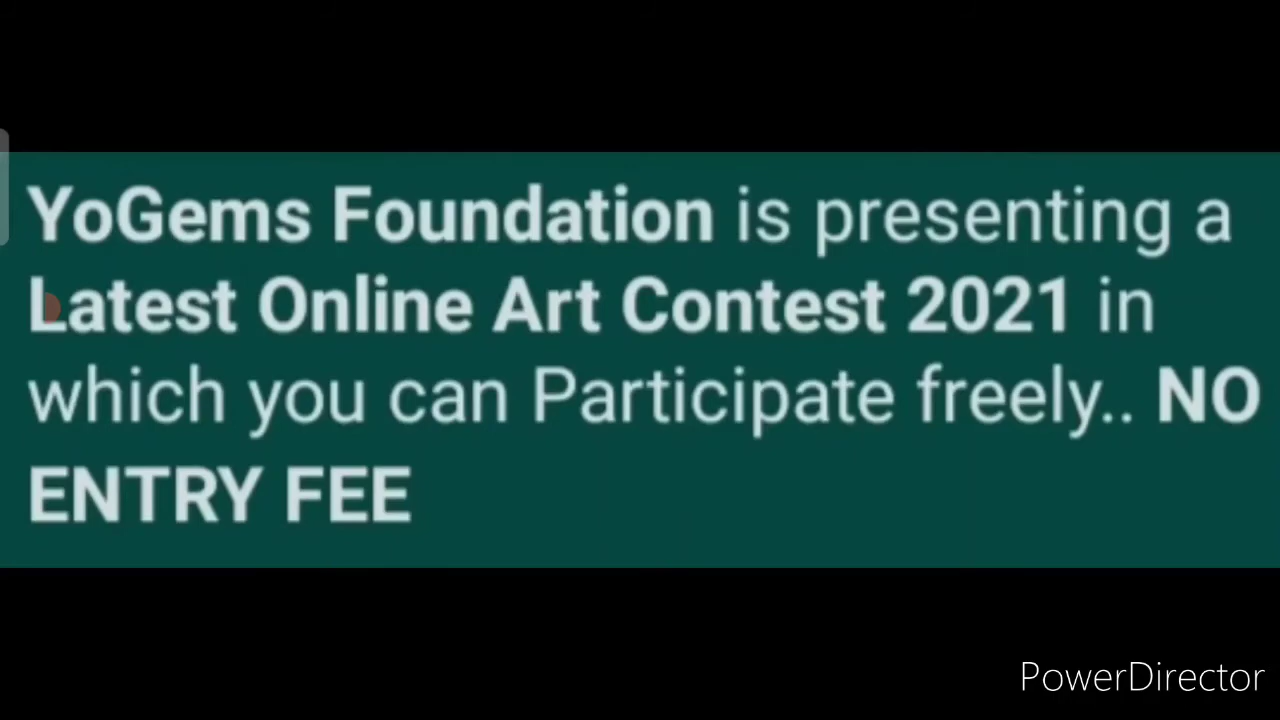 YoGems Foundation is presenting a
Latest Online Art Contest 2021 in
which you can Participate freely.. NO
ENTRY FEE
PowerDirector